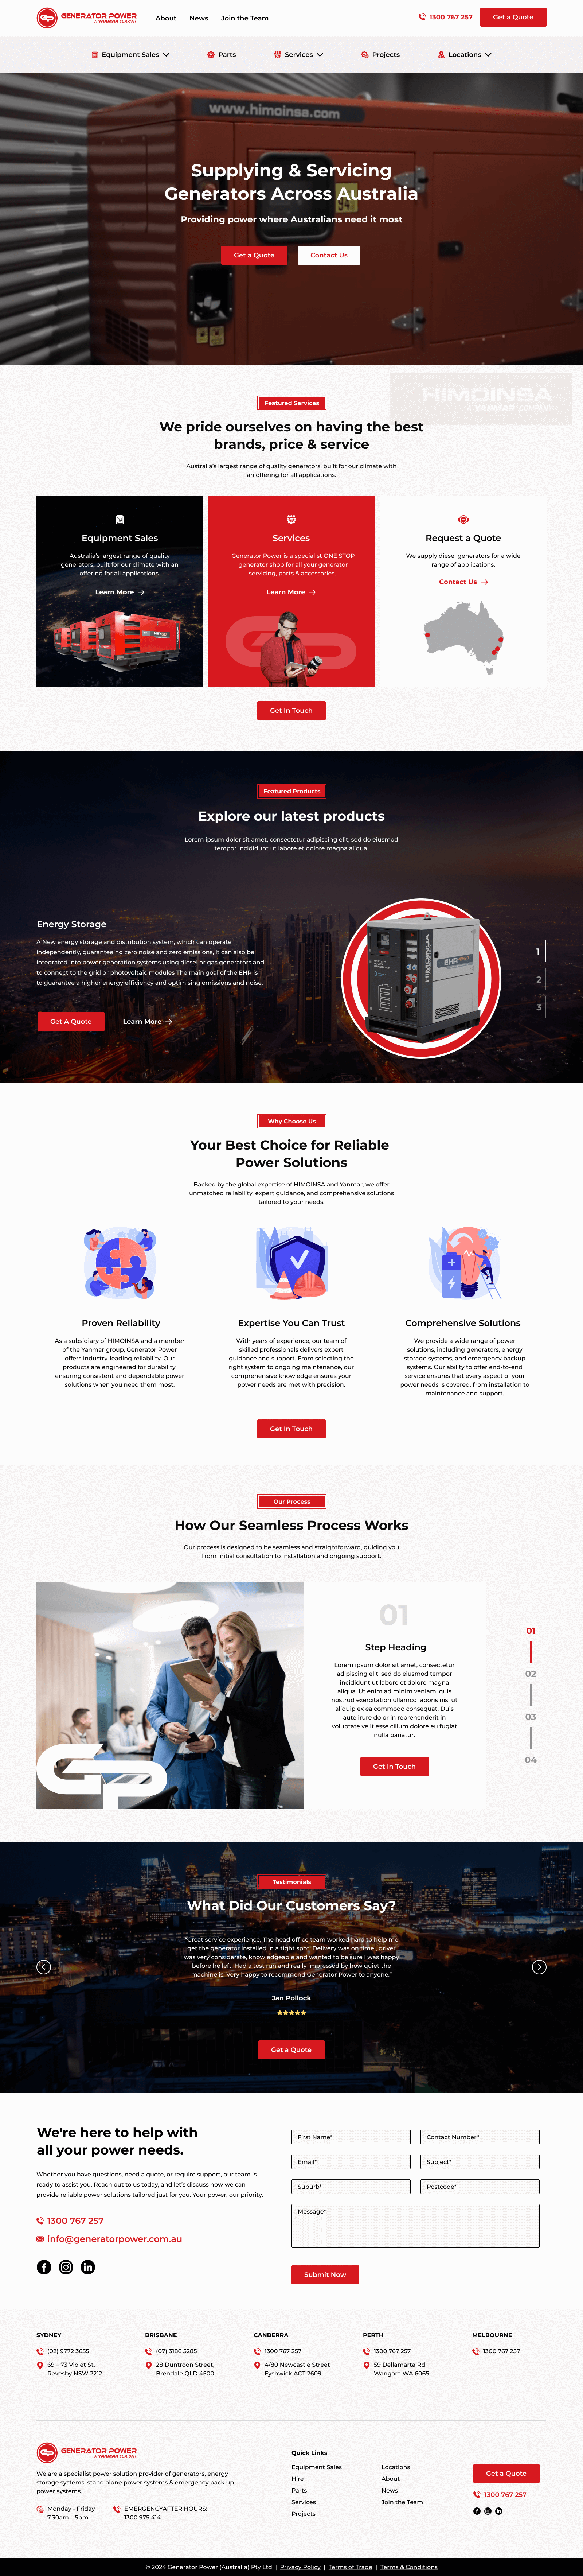 GENERATOR POWER
A YANMAR COMPANY
About
News
Join the Team
1300 767 257
Get a Quote
Equipment Sales
Parts
Services
Projects
Locations
www.himoinsa.com
Supplying & Servicing
Generators Across Australia
Providing power where Australians need it most
Get a Quote
Contact Us
HIMOINSA
A YANMAR COMPANY
Featured Services
We pride ourselves on having the best
brands, price & service
Australia's largest range of quality generators, built for our climate with
an offering for all applications.
Equipment Sales
Australia's largest range of quality
generators, built for our climate with an
offering for all applications.
Learn More
Services
Generator Power is a specialist ONE STOP
generator shop for all your generator
servicing, parts & accessories.
Learn More
Request a Quote
We supply diesel generators for a wide
range of applications.
Contact Us
Get In Touch
Featured Products
Explore our latest products
Lorem ipsum dolor sit amet, consectetur adipiscing elit, sed do eiusmod
tempor incididunt ut labore et dolore magna aliqua.
Energy Storage
A New energy storage and distribution system, which can operate
independently, guaranteeing zero noise and zero emissions, it can also be
integrated into power generation systems using diesel or gas generators and
to connect to the grid or photovoltaic modules The main goal of the EHR is
to guarantee a higher energy efficiency and optimising emissions and noise.
Get A Quote
Learn More
HIMOINSA
EHR
1
2
3
Why Choose Us
Your Best Choice for Reliable
Power Solutions
Backed by the global expertise of HIMOINSA and Yanmar, we offer
unmatched reliability, expert guidance, and comprehensive solutions
tailored to your needs.
Proven Reliability
As a subsidiary of HIMOINSA and a member
of the Yanmar group, Generator Power
offers industry-leading reliability. Our
products are engineered for durability,
ensuring consistent and dependable power
solutions when you need them most.
Expertise You Can Trust
With years of experience, our team of
skilled professionals delivers expert
guidance and support. From selecting the
right system to ongoing maintenance, our
comprehensive knowledge ensures your
power needs are met with precision.
Comprehensive Solutions
We provide a wide range of power
solutions, including generators, energy
storage systems, and emergency backup
systems. Our ability to offer end-to-end
service ensures that every aspect of your
power needs is covered, from installation to
maintenance and support.
Get In Touch
Our Process
How Our Seamless Process Works
Our process is designed to be seamless and straightforward, guiding you
from initial consultation to installation and ongoing support.
01
Step Heading
Lorem ipsum dolor sit amet, consectetur
adipiscing elit, sed do eiusmod tempor
incididunt ut labore et dolore magna
aliqua. Ut enim ad minim veniam, quis
nostrud exercitation ullamco laboris nisi ut
aliquip ex ea commodo consequat. Duis
aute irure dolor in reprehenderit in
voluptate velit esse cillum dolore eu fugiat
nulla pariatur.
Get In Touch
01
02
03
04
Testimonials
What Did Our Customers Say?
"Great service experience. The head office team worked hard to help me
get the generator installed in a tight spot. Delivery was on time , driver
was very considerate, knowledgeable and wanted to be sure I was happy
before he left. Had a test run and really impressed by how quiet the
machine is. Very happy to recommend Generator Power to anyone."
Jan Pollock
Get a Quote
We're here to help with
all your power needs.
Whether you have questions, need a quote, or require support, our team is
ready to assist you. Reach out to us today, and let's discuss how we can
provide reliable power solutions tailored just for you. Your power, our priority.
1300 767 257
info@generatorpower.com.au
First Name*
Contact Number*
Email*
Subject*
Suburb*
Postcode*
Message*
Submit Now
SYDNEY
(02) 9772 3655
69 – 73 Violet St,
Revesby NSW 2212
BRISBANE
(07) 3186 5285
28 Duntroon Street,
Brendale QLD 4500
CANBERRA
1300 767 257
4/80 Newcastle Street
Fyshwick ACT 2609
PERTH
1300 767 257
59 Dellamarta Rd
Wangara WA 6065
MELBOURNE
1300 767 257
GENERATOR POWER
A YANMAR COMPANY
We are a specialist power solution provider of generators, energy
storage systems, stand alone power systems & emergency back up
power systems.
Monday - Friday
7.30am – 5pm
EMERGENCYAFTER HOURS:
1300 975 414
Quick Links
Equipment Sales
Hire
Parts
Services
Projects
Locations
About
News
Join the Team
Get a Quote
1300 767 257
© 2024 Generator Power (Australia) Pty Ltd | Privacy Policy | Terms of Trade | Terms & Conditions